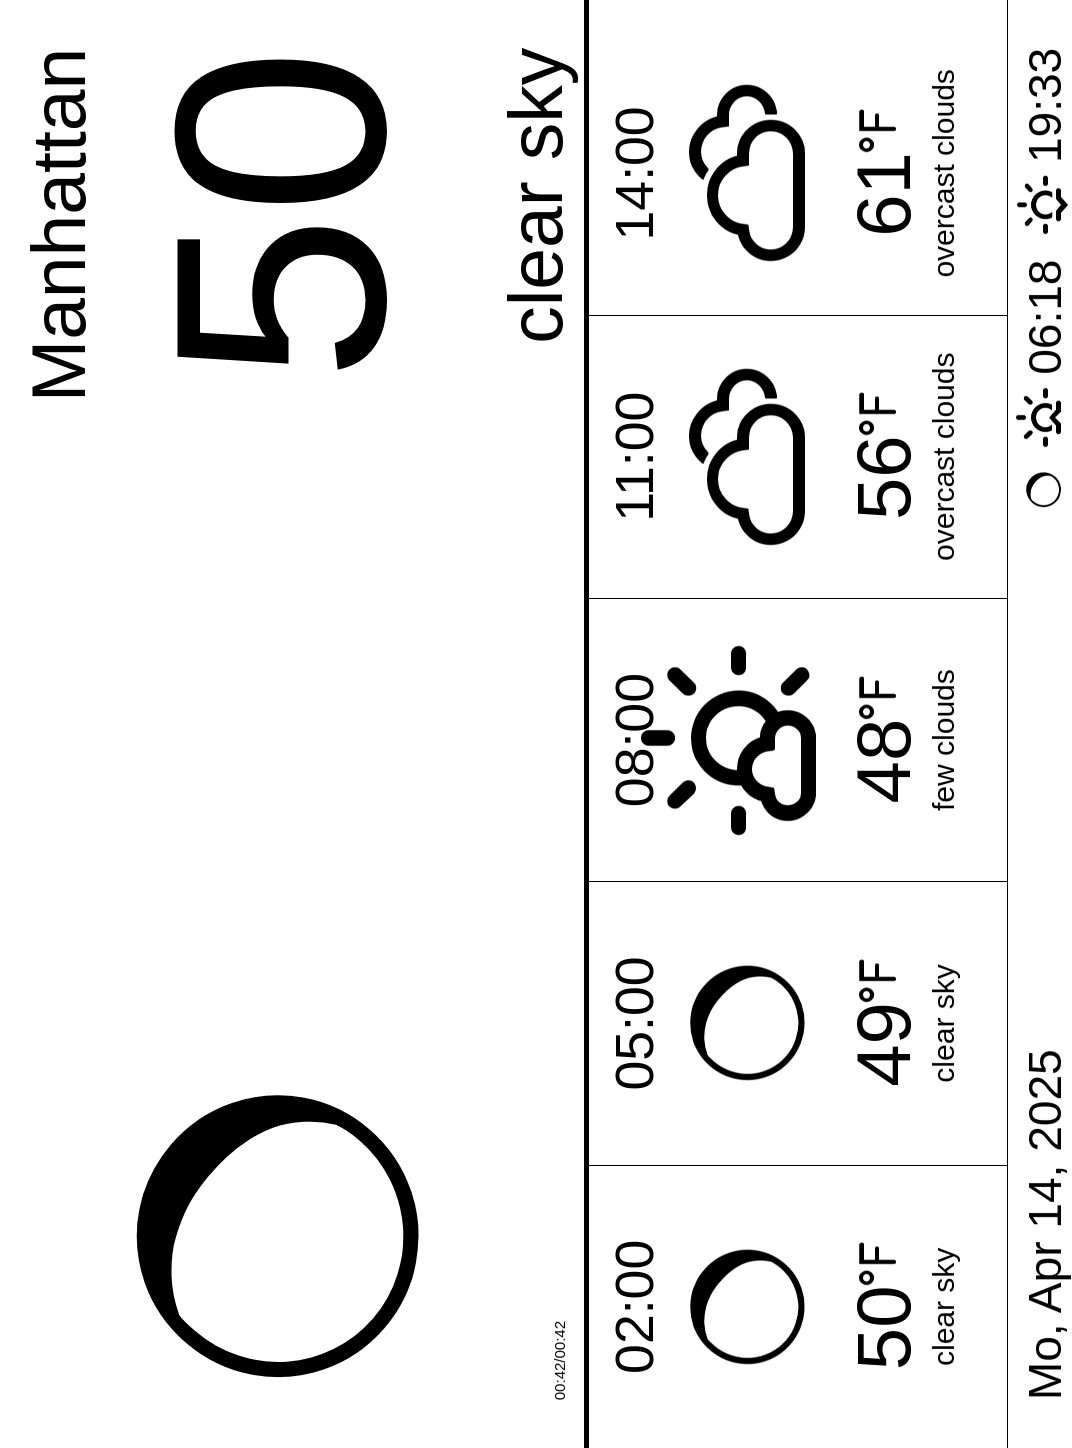 Manhattan
50
clear sky
00:42/00:42
02:00 05:00 08:00 11:00 14:00
50°F 49°F 48°F 56°F 61°F
clear sky clear sky few clouds overcast clouds overcast clouds
Mo, Apr 14, 2025 06:18 19:33